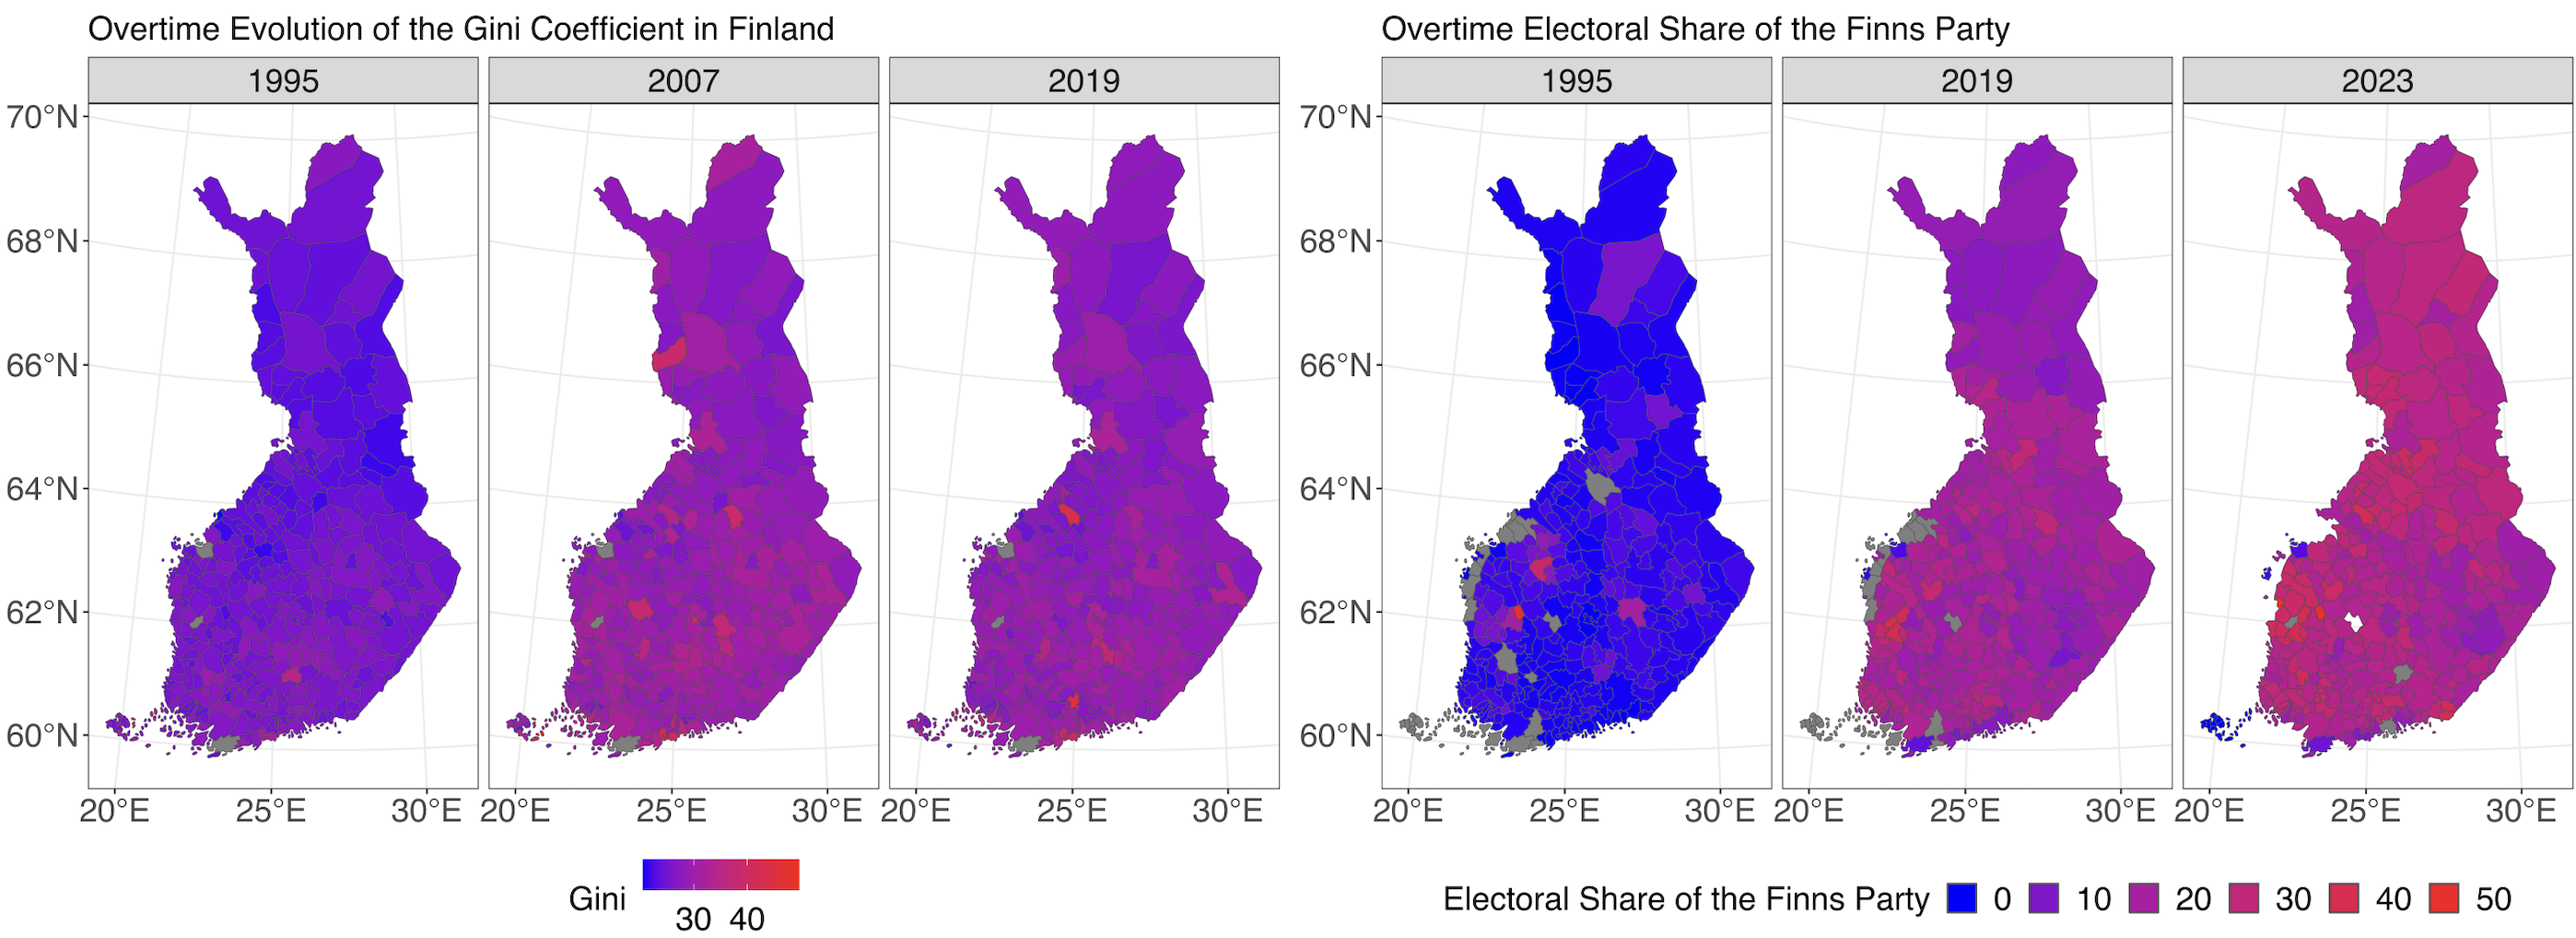 Overtime Evolution of the Gini Coefficient in Finland
1995 2007 2019
70°N
68°N
66°N
64°N
62°N
60°N
20°E 25°E 30°E 20°E 25°E 30°E 20°E 25°E 30°E
Gini
30 40
Overtime Electoral Share of the Finns Party
1995 2019 2023
70°N
68°N
66°N
64°N
62°N
60°N
20°E 25°E 30°E 20°E 25°E 30°E 20°E 25°E 30°E
Electoral Share of the Finns Party 0 10 20 30 40 50